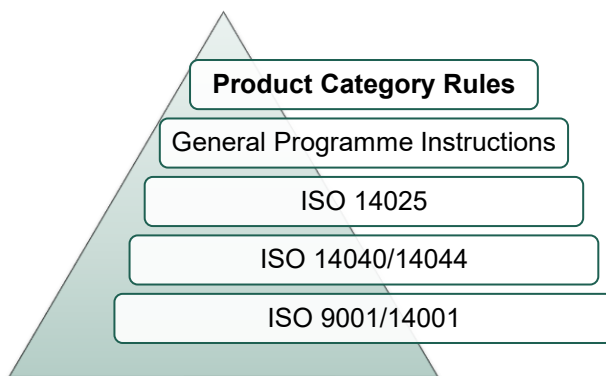 Product Category Rules
General Programme Instructions
ISO 14025
ISO 14040/14044
ISO 9001/14001